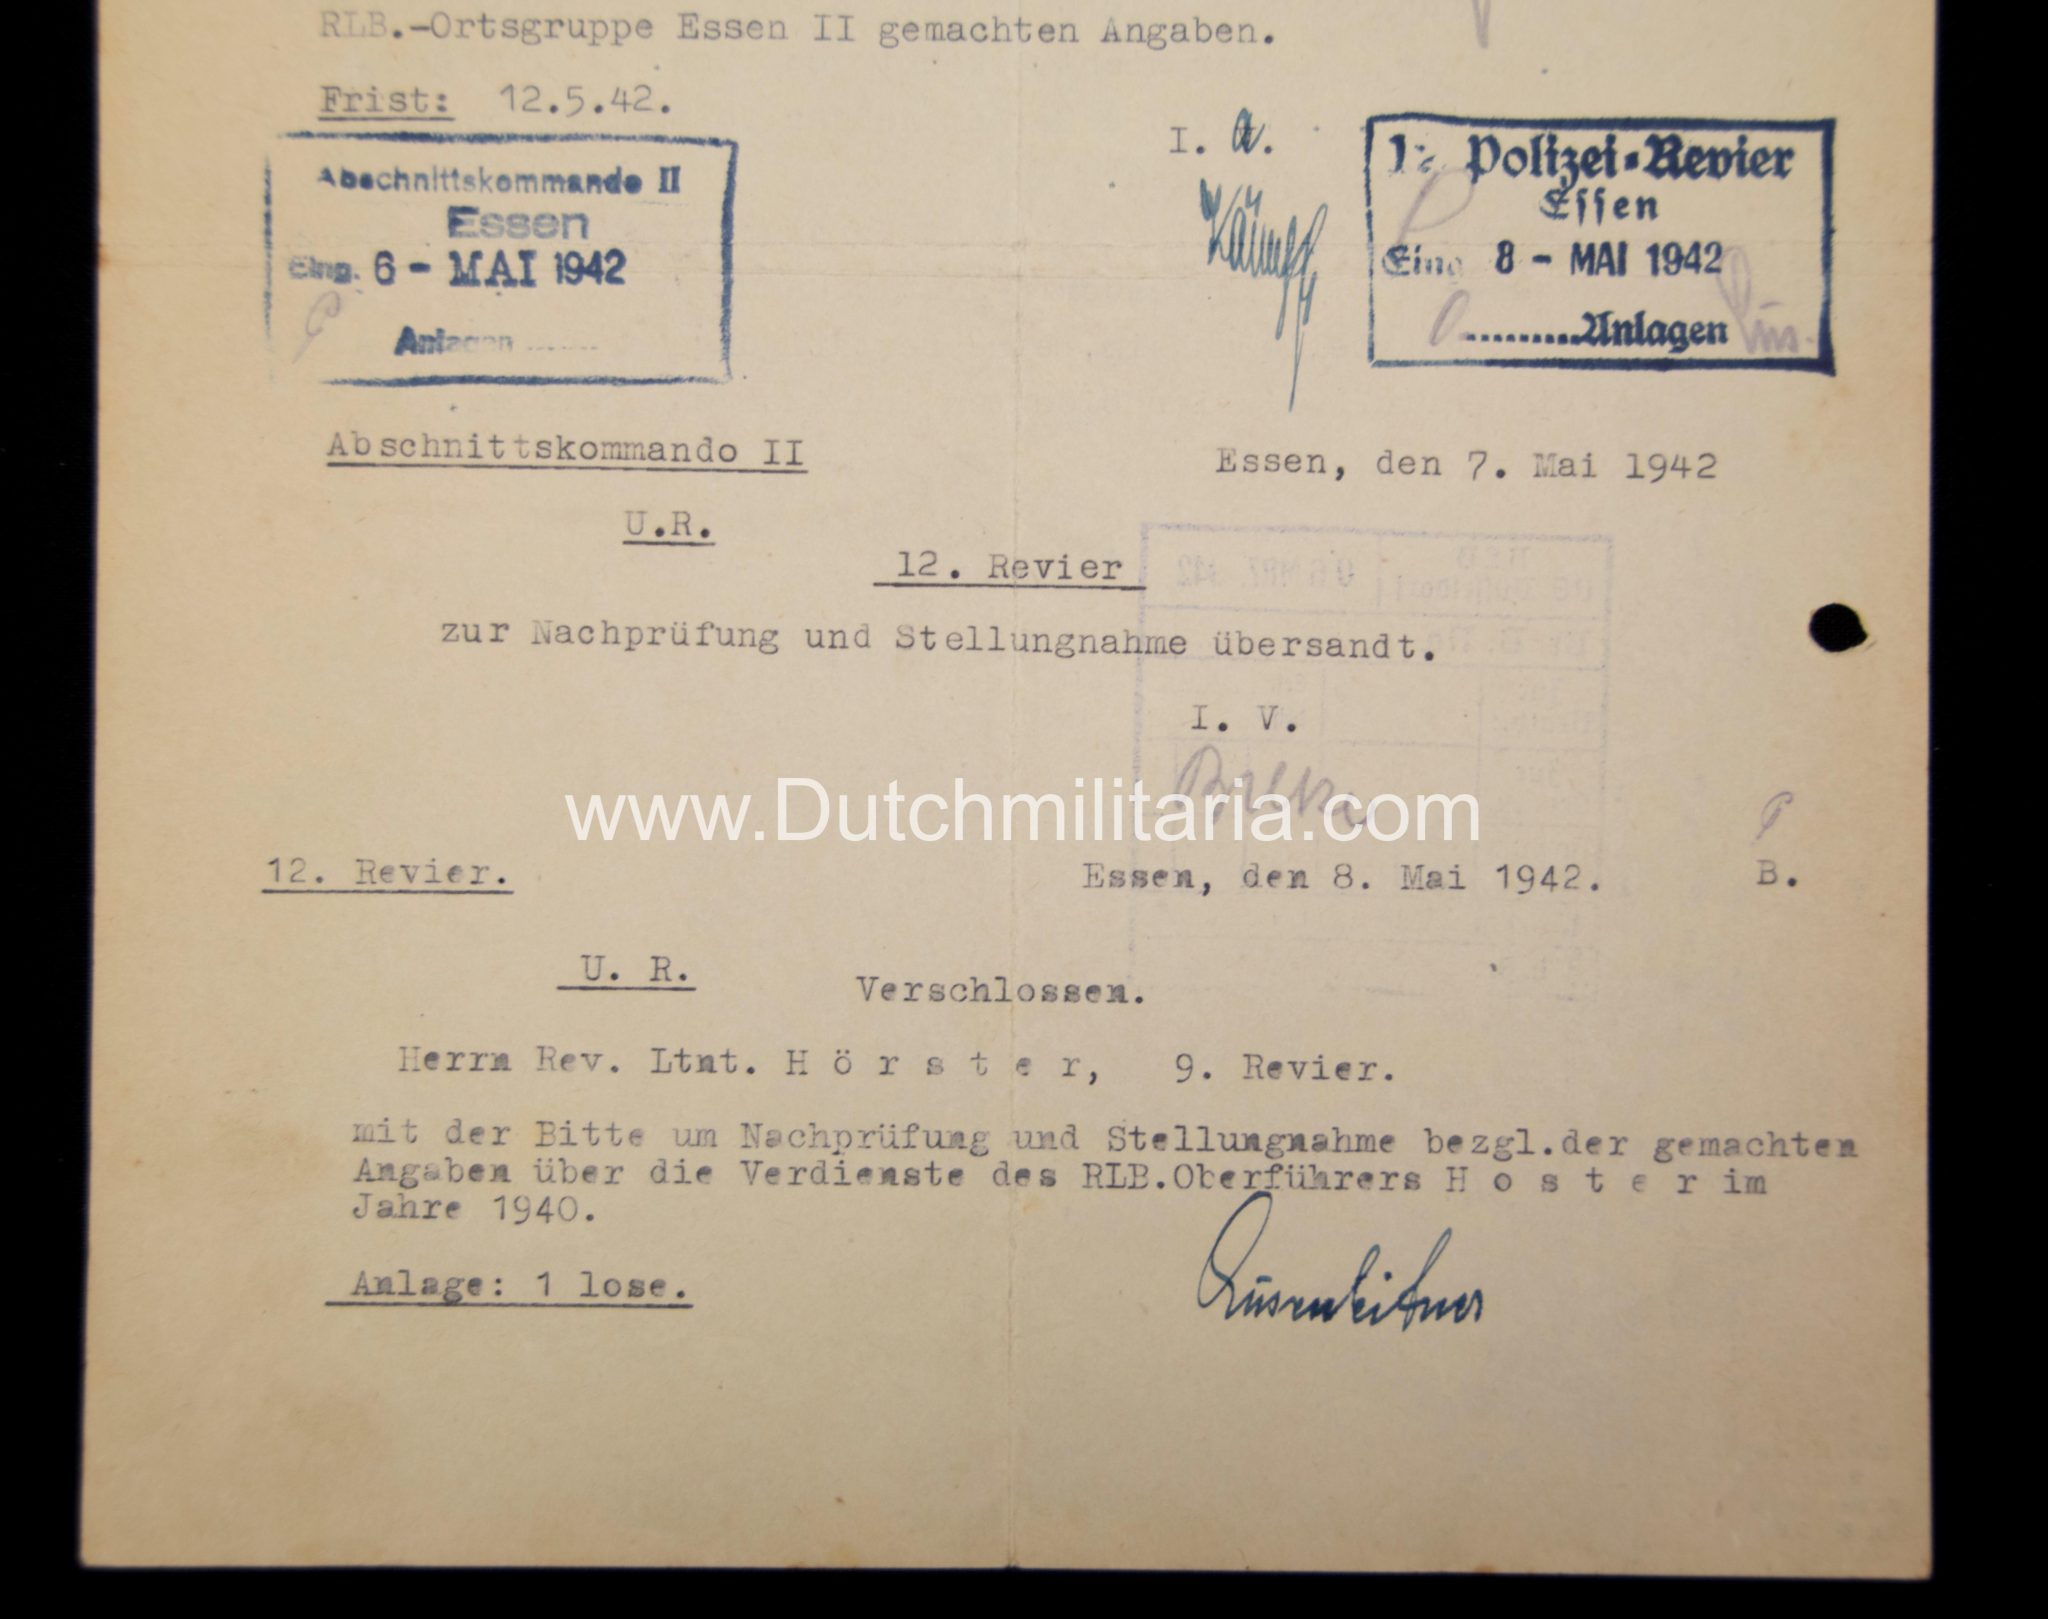 RLB.-Ortsgruppe Essen II gemachten Angaben.
Frist: 12.5.42.
I. a.
Abschnittskommando II
Essen
Eing. 6 - MAI 1942
Anlagen
Polizei-Revier
Essen
Eing 8 - MAI 1942
Anlagen
Abschnittskommando II
Essen, den 7. Mai 1942
U.R.
12. Revier
zur Nachprüfung und Stellungnahme übersandt.
I. V.
www.Dutchmilitaria.com
12. Revier.
Essen, den 8. Mai 1942.
B.
U. R.
Verschlossen.
Herrn Rev. Ltnt. H ö r s t e r, 9. Revier.
mit der Bitte um Nachprüfung und Stellungnahme bezgl.der gemachten
Angaben über die Verdienste des RLB.Oberführers H o s t e r im
Jahre 1940.
Anlage: 1 lose.